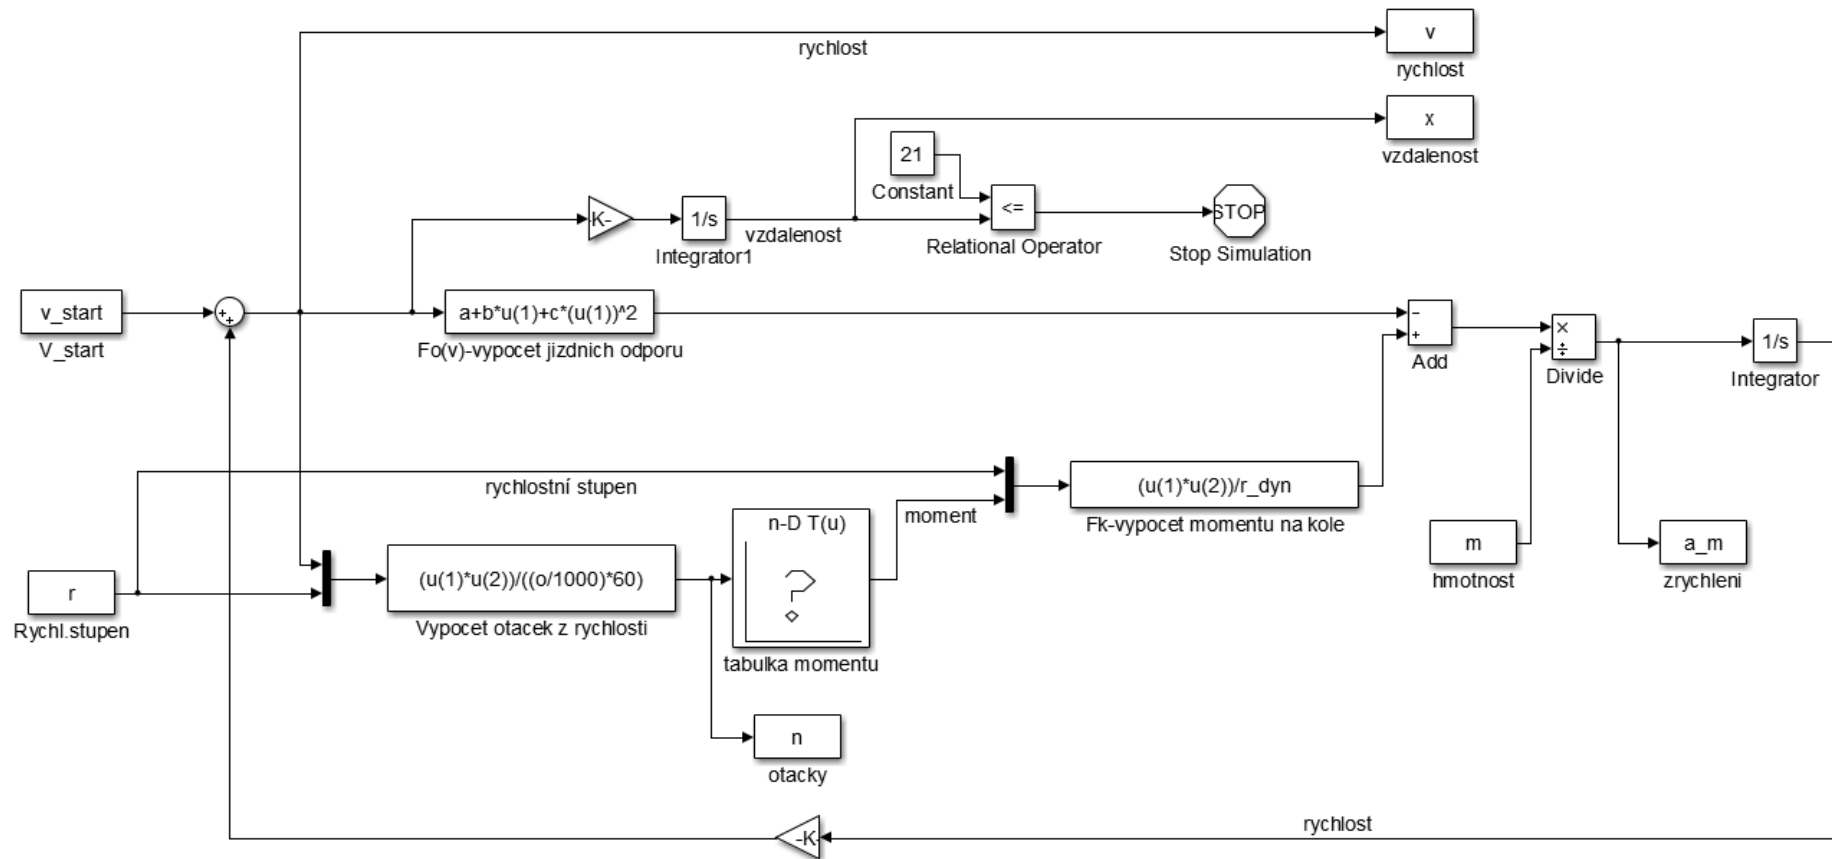 v
rychlost
rychlost
x
vzdalenost
21
Constant
-K-
1/s
Integrator1
vzdalenost
<=
Relational Operator
STOP
Stop Simulation
v_start
V_start
+
+
a+b*u(1)+c*(u(1))^2
Fo(v)-vypocet jizdnich odporu
-
+
Add
×
÷
Divide
1/s
Integrator
rychlostní stupen
moment
(u(1)*u(2))/r_dyn
Fk-vypocet momentu na kole
m
hmotnost
a_m
zrychleni
r
Rychl.stupen
(u(1)*u(2))/((o/1000)*60)
Vypocet otacek z rychlosti
n-D T(u)
?
tabulka momentu
n
otacky
-K-
rychlost